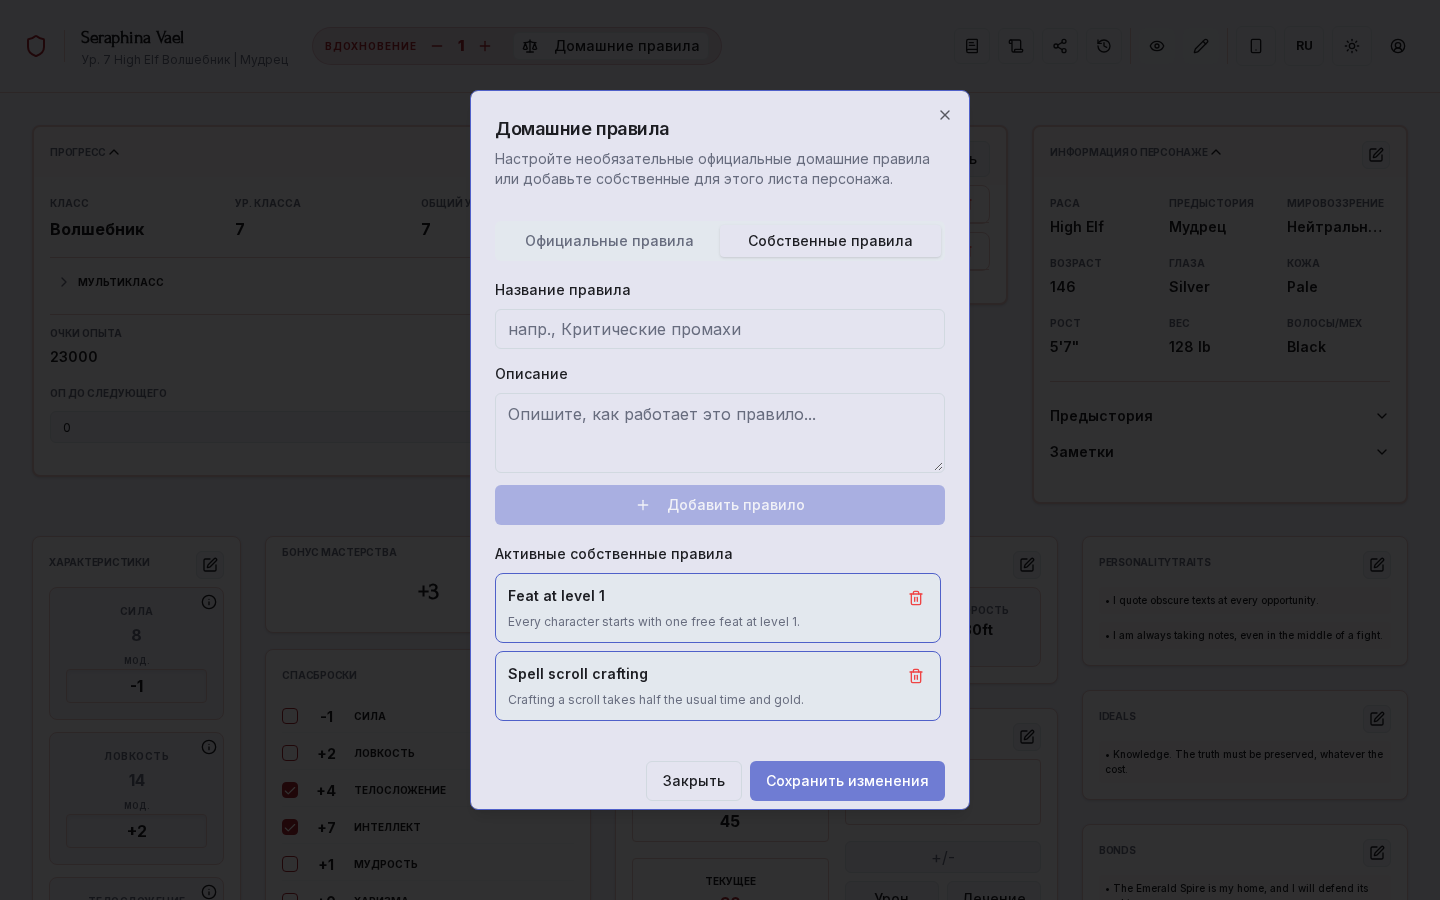 Seraphina Vael
Ур. 7 High Elf Волшебник | Мудрец
ВДОХНОВЕНИЕ
1
Домашние правила
RU
ПРОГРЕСС
КЛАСС
УР. КЛАССА
Волшебник
7
7
МУЛЬТИКЛАСС
ОЧКИ ОПЫТА
23000
ОП ДО СЛЕДУЮЩЕГО
0
Домашние правила
Настройте необязательные официальные домашние правила
или добавьте собственные для этого листа персонажа.
Официальные правила
Собственные правила
Название правила
напр., Критические промахи
Описание
Опишите, как работает это правило...
Добавить правило
Активные собственные правила
Feat at level 1
Every character starts with one free feat at level 1.
Spell scroll crafting
Crafting a scroll takes half the usual time and gold.
Закрыть
Сохранить изменения
ИНФОРМАЦИЯО ПЕРСОНАЖЕ
РАСА
ПРЕДЫСТОРИЯ
МИРОВОЗЗРЕНИЕ
High Elf
Мудрец
Нейтральн...
ВОЗРАСТ
ГЛАЗА
КОЖА
146
Silver
Pale
РОСТ
ВЕС
ВОЛОСЫ/МЕХ
5'7"
128 lb
Black
Предыстория
Заметки
ХАРАКТЕРИСТИКИ
СИЛА
8
МОД.
-1
ЛОВКОСТЬ
14
МОД.
+2
БОНУС МАСТЕРСТВА
+3
СПАСБРОСКИ
-1
СИЛА
+2
ЛОВКОСТЬ
+4
ТЕЛОСЛОЖЕНИЕ
+7
ИНТЕЛЛЕКТ
+1
МУДРОСТЬ
45
ТЕКУЩЕЕ
+/-
Урон
Лечение
PERSONALITYTRAITS
• I quote obscure texts at every opportunity.
• I am always taking notes, even in the middle of a fight.
IDEALS
• Knowledge. The truth must be preserved, whatever the
cost.
BONDS
• The Emerald Spire is my home, and I will defend its